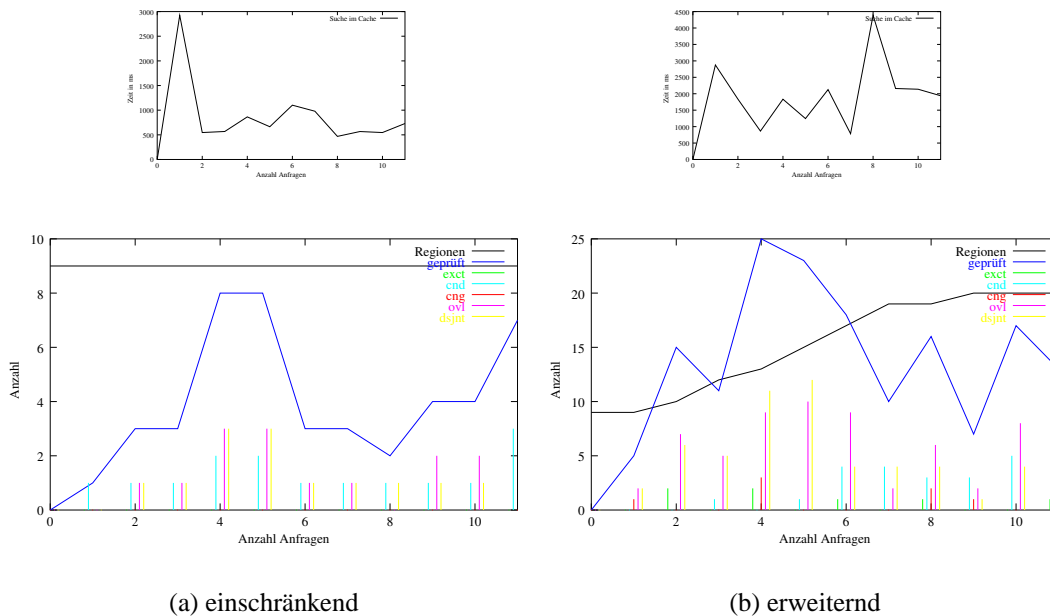 Suche im Cache
3000
2500
2000
1500
1000
500
0
Zeit in ms
0 2 4 6 8 10
Anzahl Anfragen
Suche im Cache
4500
4000
3500
3000
2500
2000
1500
1000
500
0
Zeit in ms
0 2 4 6 8 10
Anzahl Anfragen
Regionen
geprüft
exct
cnd
cng
ovl
dsjnt
10
8
6
4
2
0
Anzahl
0 2 4 6 8 10
Anzahl Anfragen
(a) einschränkend
Regionen
geprüft
exct
cnd
cng
ovl
dsjnt
25
20
15
10
5
0
Anzahl
0 2 4 6 8 10
Anzahl Anfragen
(b) erweiternd